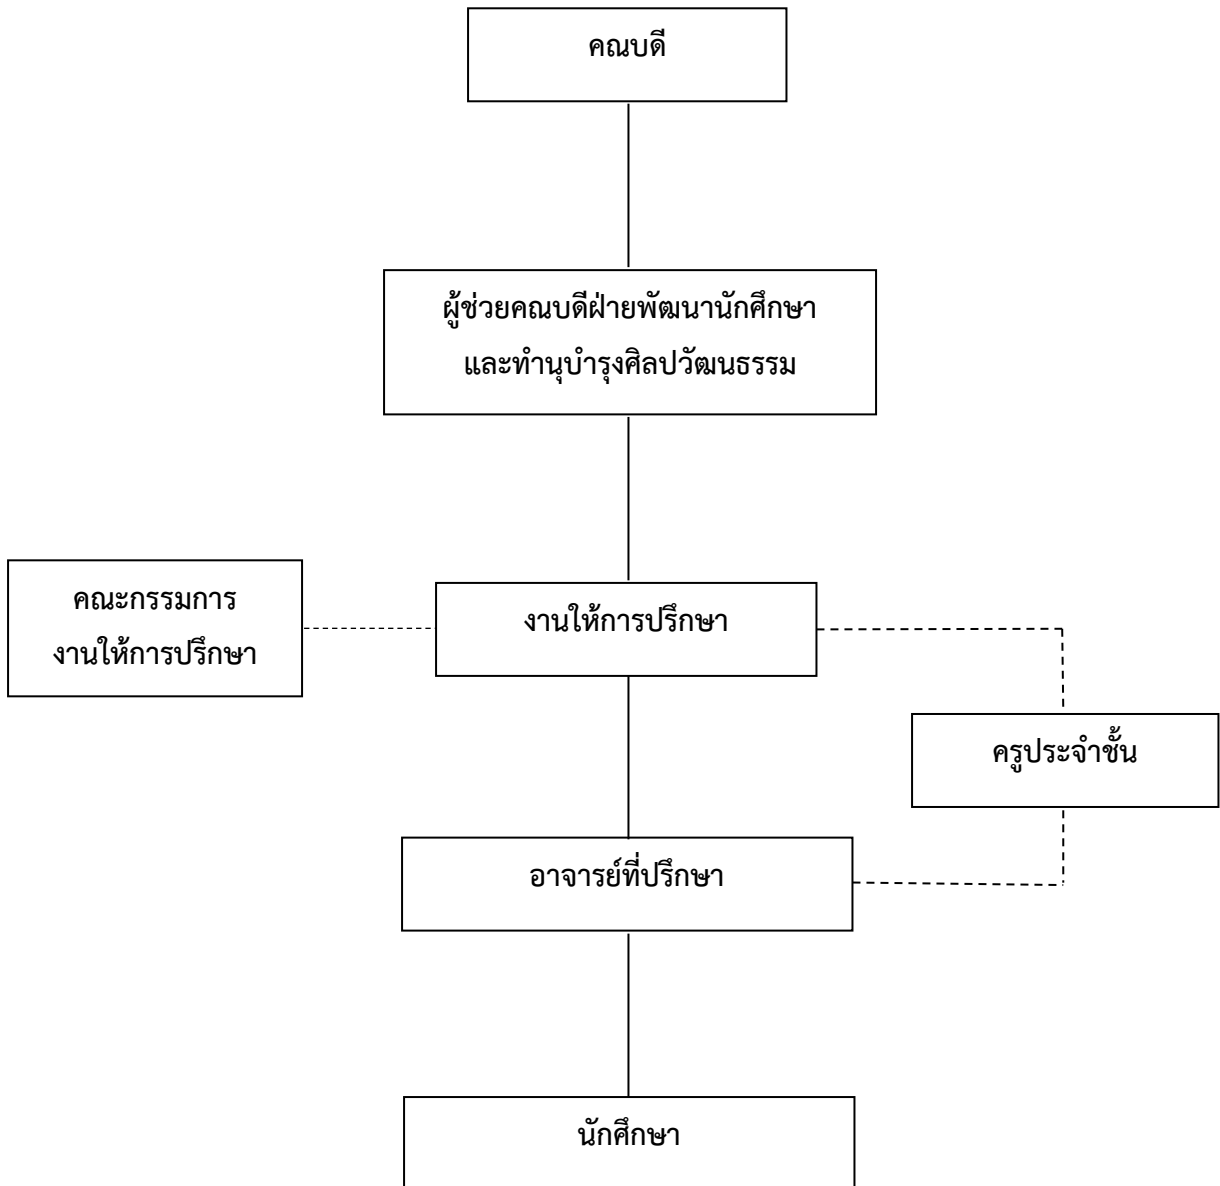 คณบดี
ผู้ช่วยคณบดีฝ่ายพัฒนานักศึกษา
และทำนุบำรุงศิลปวัฒนธรรม
คณะกรรมการ
งานให้การปรึกษา
งานให้การปรึกษา
ครูประจำชั้น
อาจารย์ที่ปรึกษา
นักศึกษา